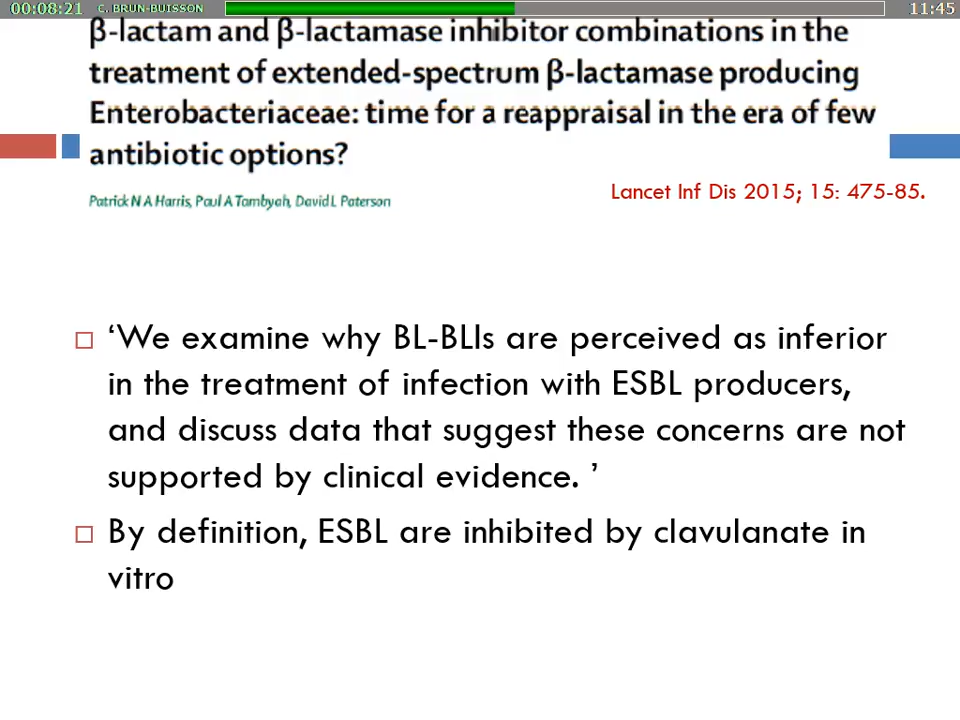 00:08:21 C. BRUN-BUISSON 11:45
β-lactam and β-lactamase inhibitor combinations in the
treatment of extended-spectrum β-lactamase producing
Enterobacteriaceae: time for a reappraisal in the era of few
antibiotic options?
Patrick N A Harris, Paul A Tambyah, David L Paterson
Lancet Inf Dis 2015; 15: 475-85.
‘We examine why BL-BLIs are perceived as inferior
in the treatment of infection with ESBL producers,
and discuss data that suggest these concerns are not
supported by clinical evidence. ’
By definition, ESBL are inhibited by clavulanate in
vitro